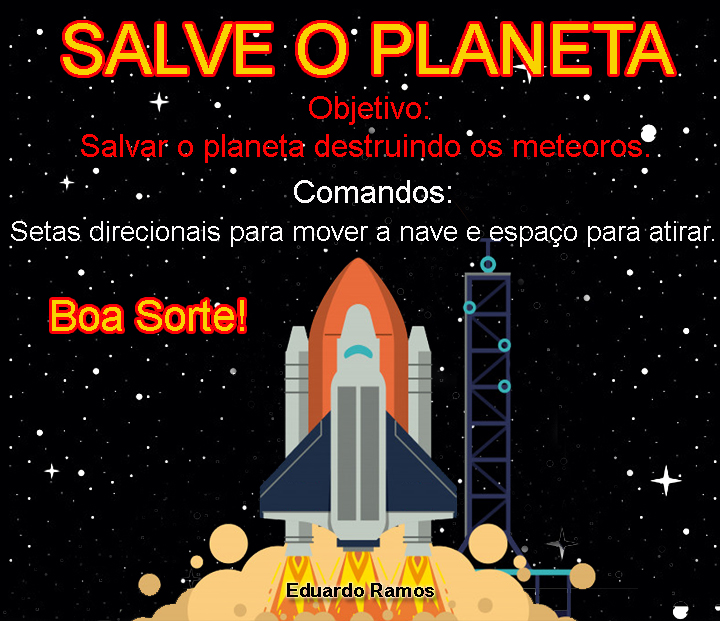 SALVE O PLANETA
Objetivo:
Salvar o planeta destruindo os meteoros.
Comandos:
Setas direcionais para mover a nave e espaço para atirar.
Boa Sorte!
Eduardo Ramos